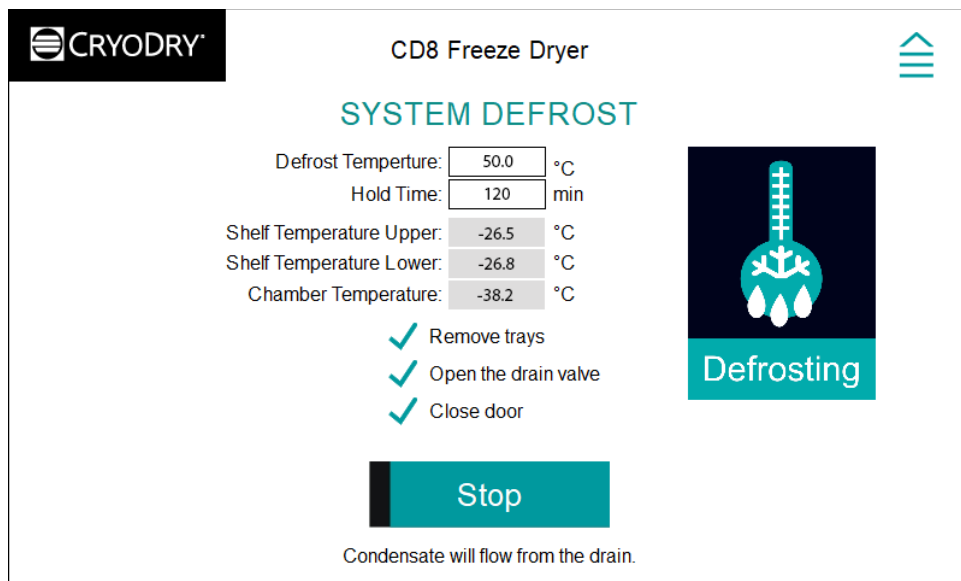 CRYODRY
CD8 Freeze Dryer
SYSTEM DEFROST
Defrost Temperture: 50.0 °C
Hold Time: 120 min
Shelf Temperature Upper: -26.5 °C
Shelf Temperature Lower: -26.8 °C
Chamber Temperature: -38.2 °C
Remove trays
Open the drain valve
Close door
Defrosting
Stop
Condensate will flow from the drain.